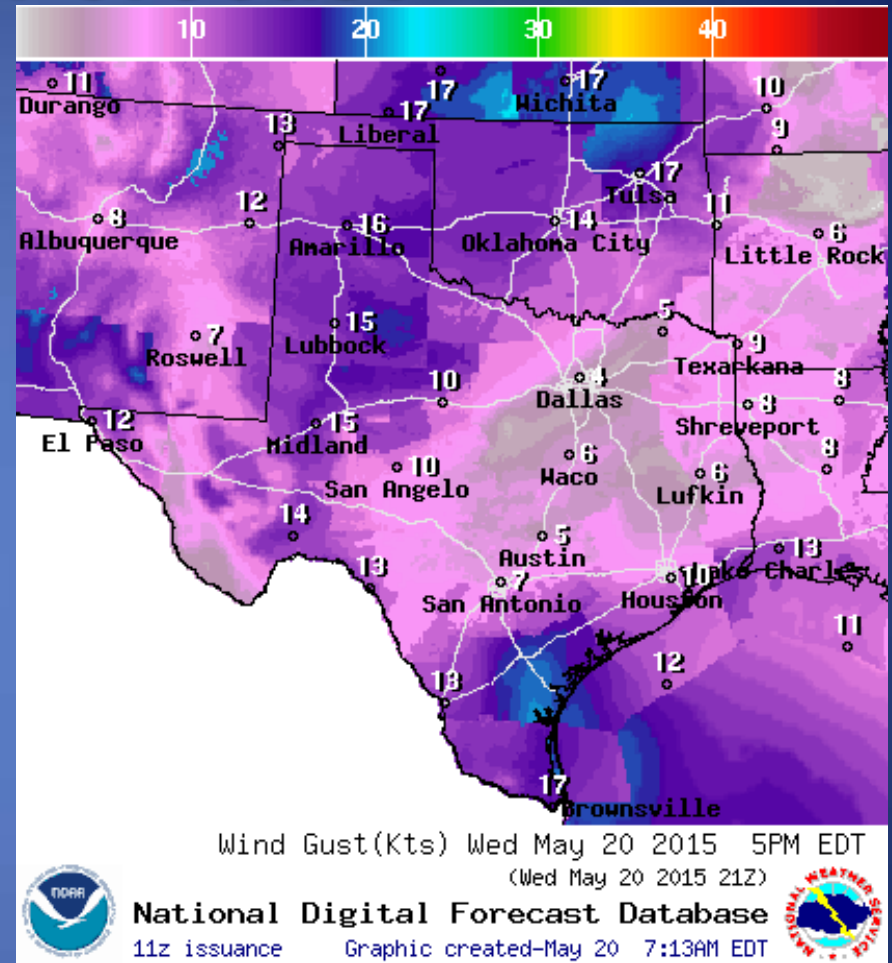 10 20 30 40
11 17 17 10
Durango 17 Wichita
13 Liberal 9
17
Tulsa
8 12 16 14 11 6
Albuquerque Amarillo Oklahoma City Little Rock
7 15 5
Roswell Lubbock 9
Texarkana
10 4 8 8
Dallas
12 15 Shreveport
El Paso Midland
10 6 6 8
San Angelo Waco Lufkin
14 5 13
Austin
13 7 10 Lake Charles
San Antonio Houston
11
13 12
17
Brownsville
Wind Gust(Kts) Wed May 20 2015 5PM EDT
(Wed May 20 2015 21Z)
NOAA
NATIONAL WEATHER SERVICE
National Digital Forecast Database
11z issuance Graphic created-May 20 7:13AM EDT